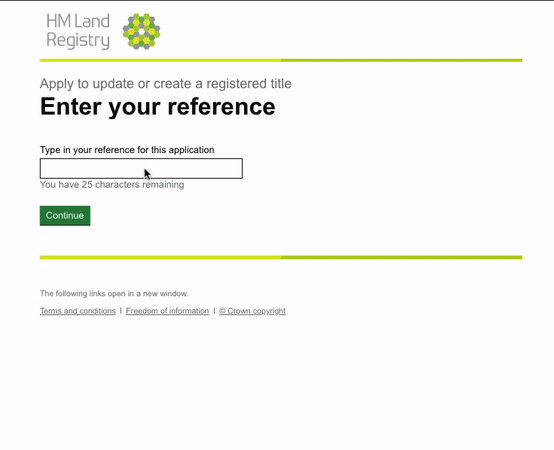 HM Land
Registry
Apply to update or create a registered title
Enter your reference
Type in your reference for this application
You have 25 characters remaining
Continue
The following links open in a new window.
Terms and conditions | Freedom of information | © Crown copyright